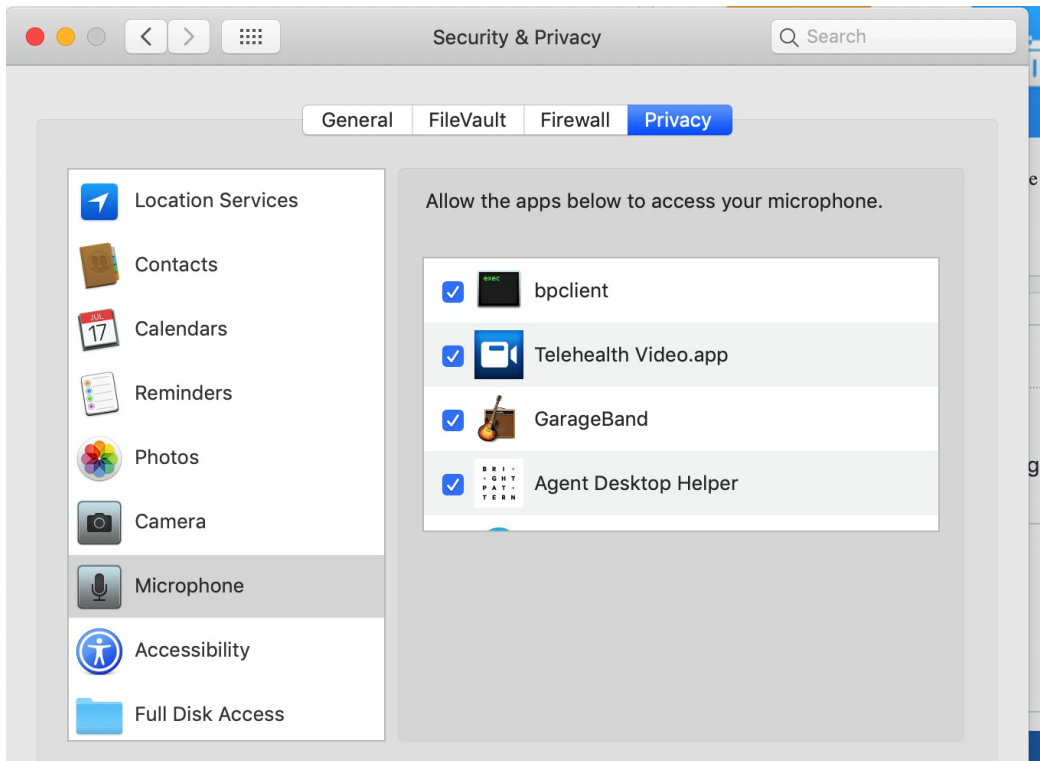 Security & Privacy
Search
General
FileVault
Firewall
Privacy
Location Services
Contacts
JUL
17
Calendars
Reminders
Photos
Camera
Microphone
Accessibility
Full Disk Access
Allow the apps below to access your microphone.
exec
bpclient
Telehealth Video.app
GarageBand
BRI
GHT
PAT
TERN
Agent Desktop Helper
e
g